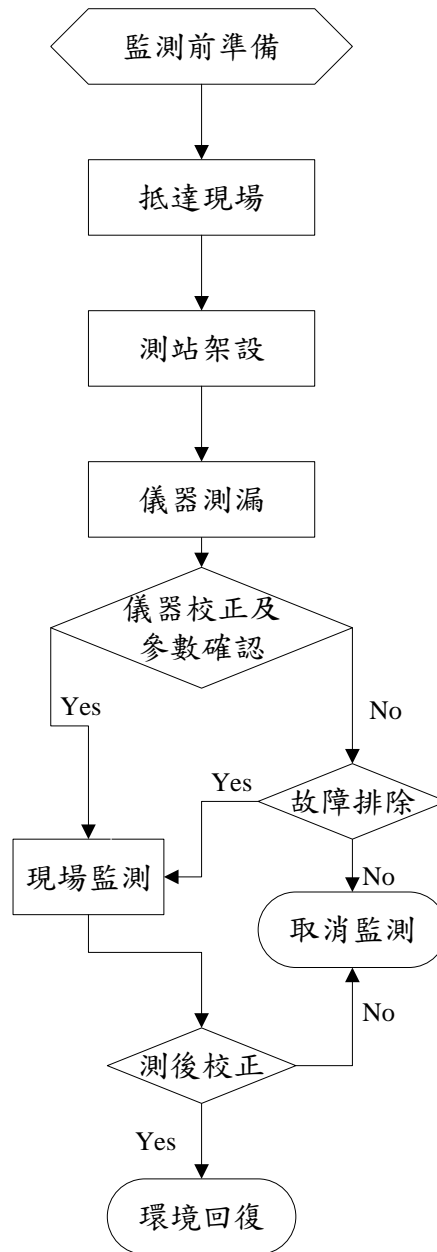 監測前準備
抵達現場
測站架設
儀器測漏
儀器校正及
參數確認
Yes
No
Yes
故障排除
現場監測
No
取消監測
No
測後校正
Yes
環境回復